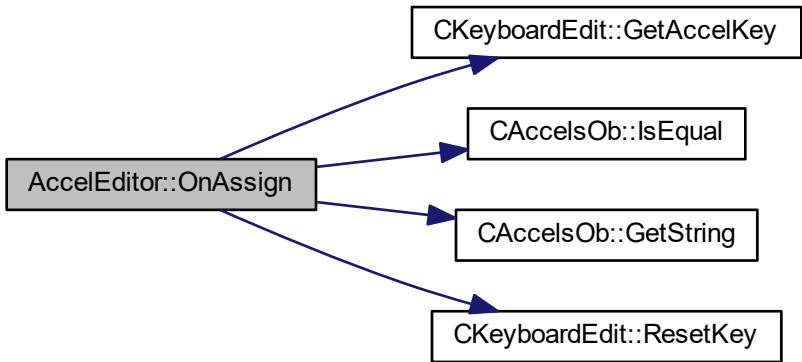 CKeyboardEdit::GetAccelKey
CAccelsOb::IsEqual
AccelEditor::OnAssign
CAccelsOb::GetString
CKeyboardEdit::ResetKey